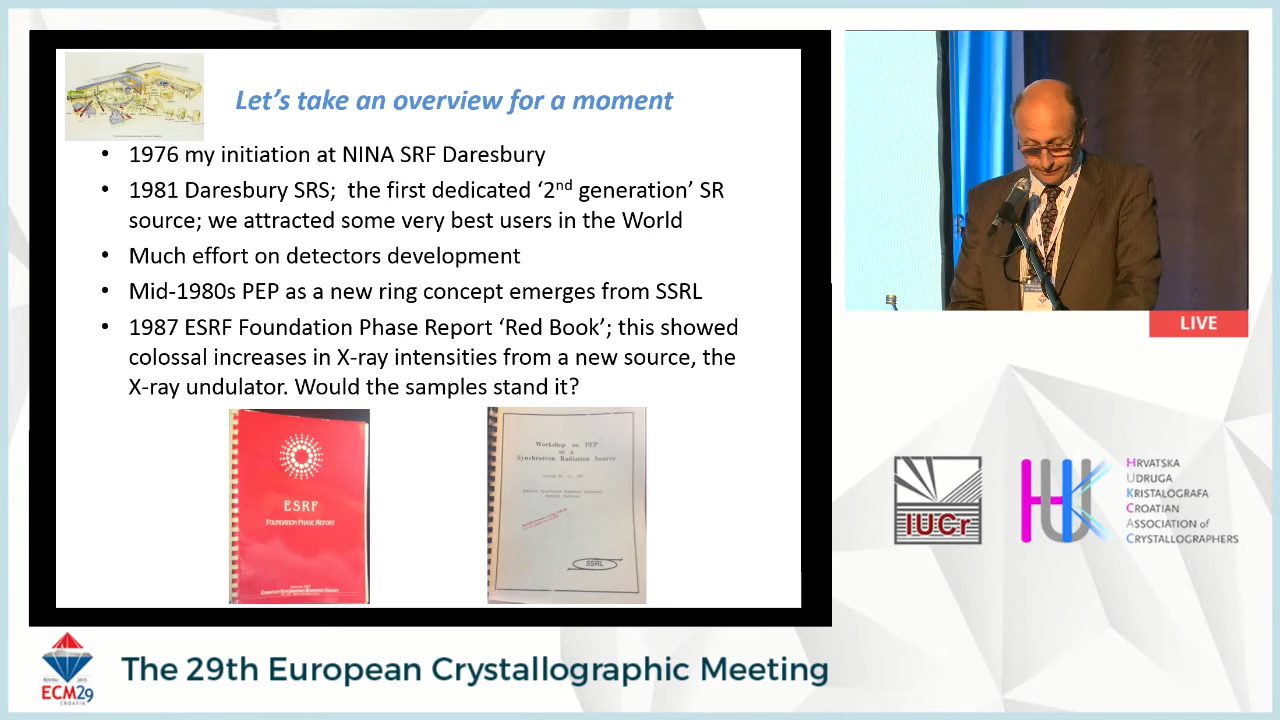 Let's take an overview for a moment
• 1976 my initiation at NINA SRF Daresbury
• 1981 Daresbury SRS;  the first dedicated '2nd generation' SR
source; we attracted some very best users in the World
• Much effort on detectors development
• Mid-1980s PEP as a new ring concept emerges from SSRL
• 1987 ESRF Foundation Phase Report 'Red Book'; this showed
colossal increases in X-ray intensities from a new source, the
X-ray undulator. Would the samples stand it?
ESRF
FOUNDATION PHASE REPORT
Workshop on PEP
as a
Synchrotron Radiation Source
SSRL
LIVE
IUCr
HUK
HRVATSKA
UDRUGA
KRISTALOGRAFA
CROATIAN
ASSOCIATION of
CRYSTALLOGRAPHERS
ECM29
CROATIA
The 29th European Crystallographic Meeting